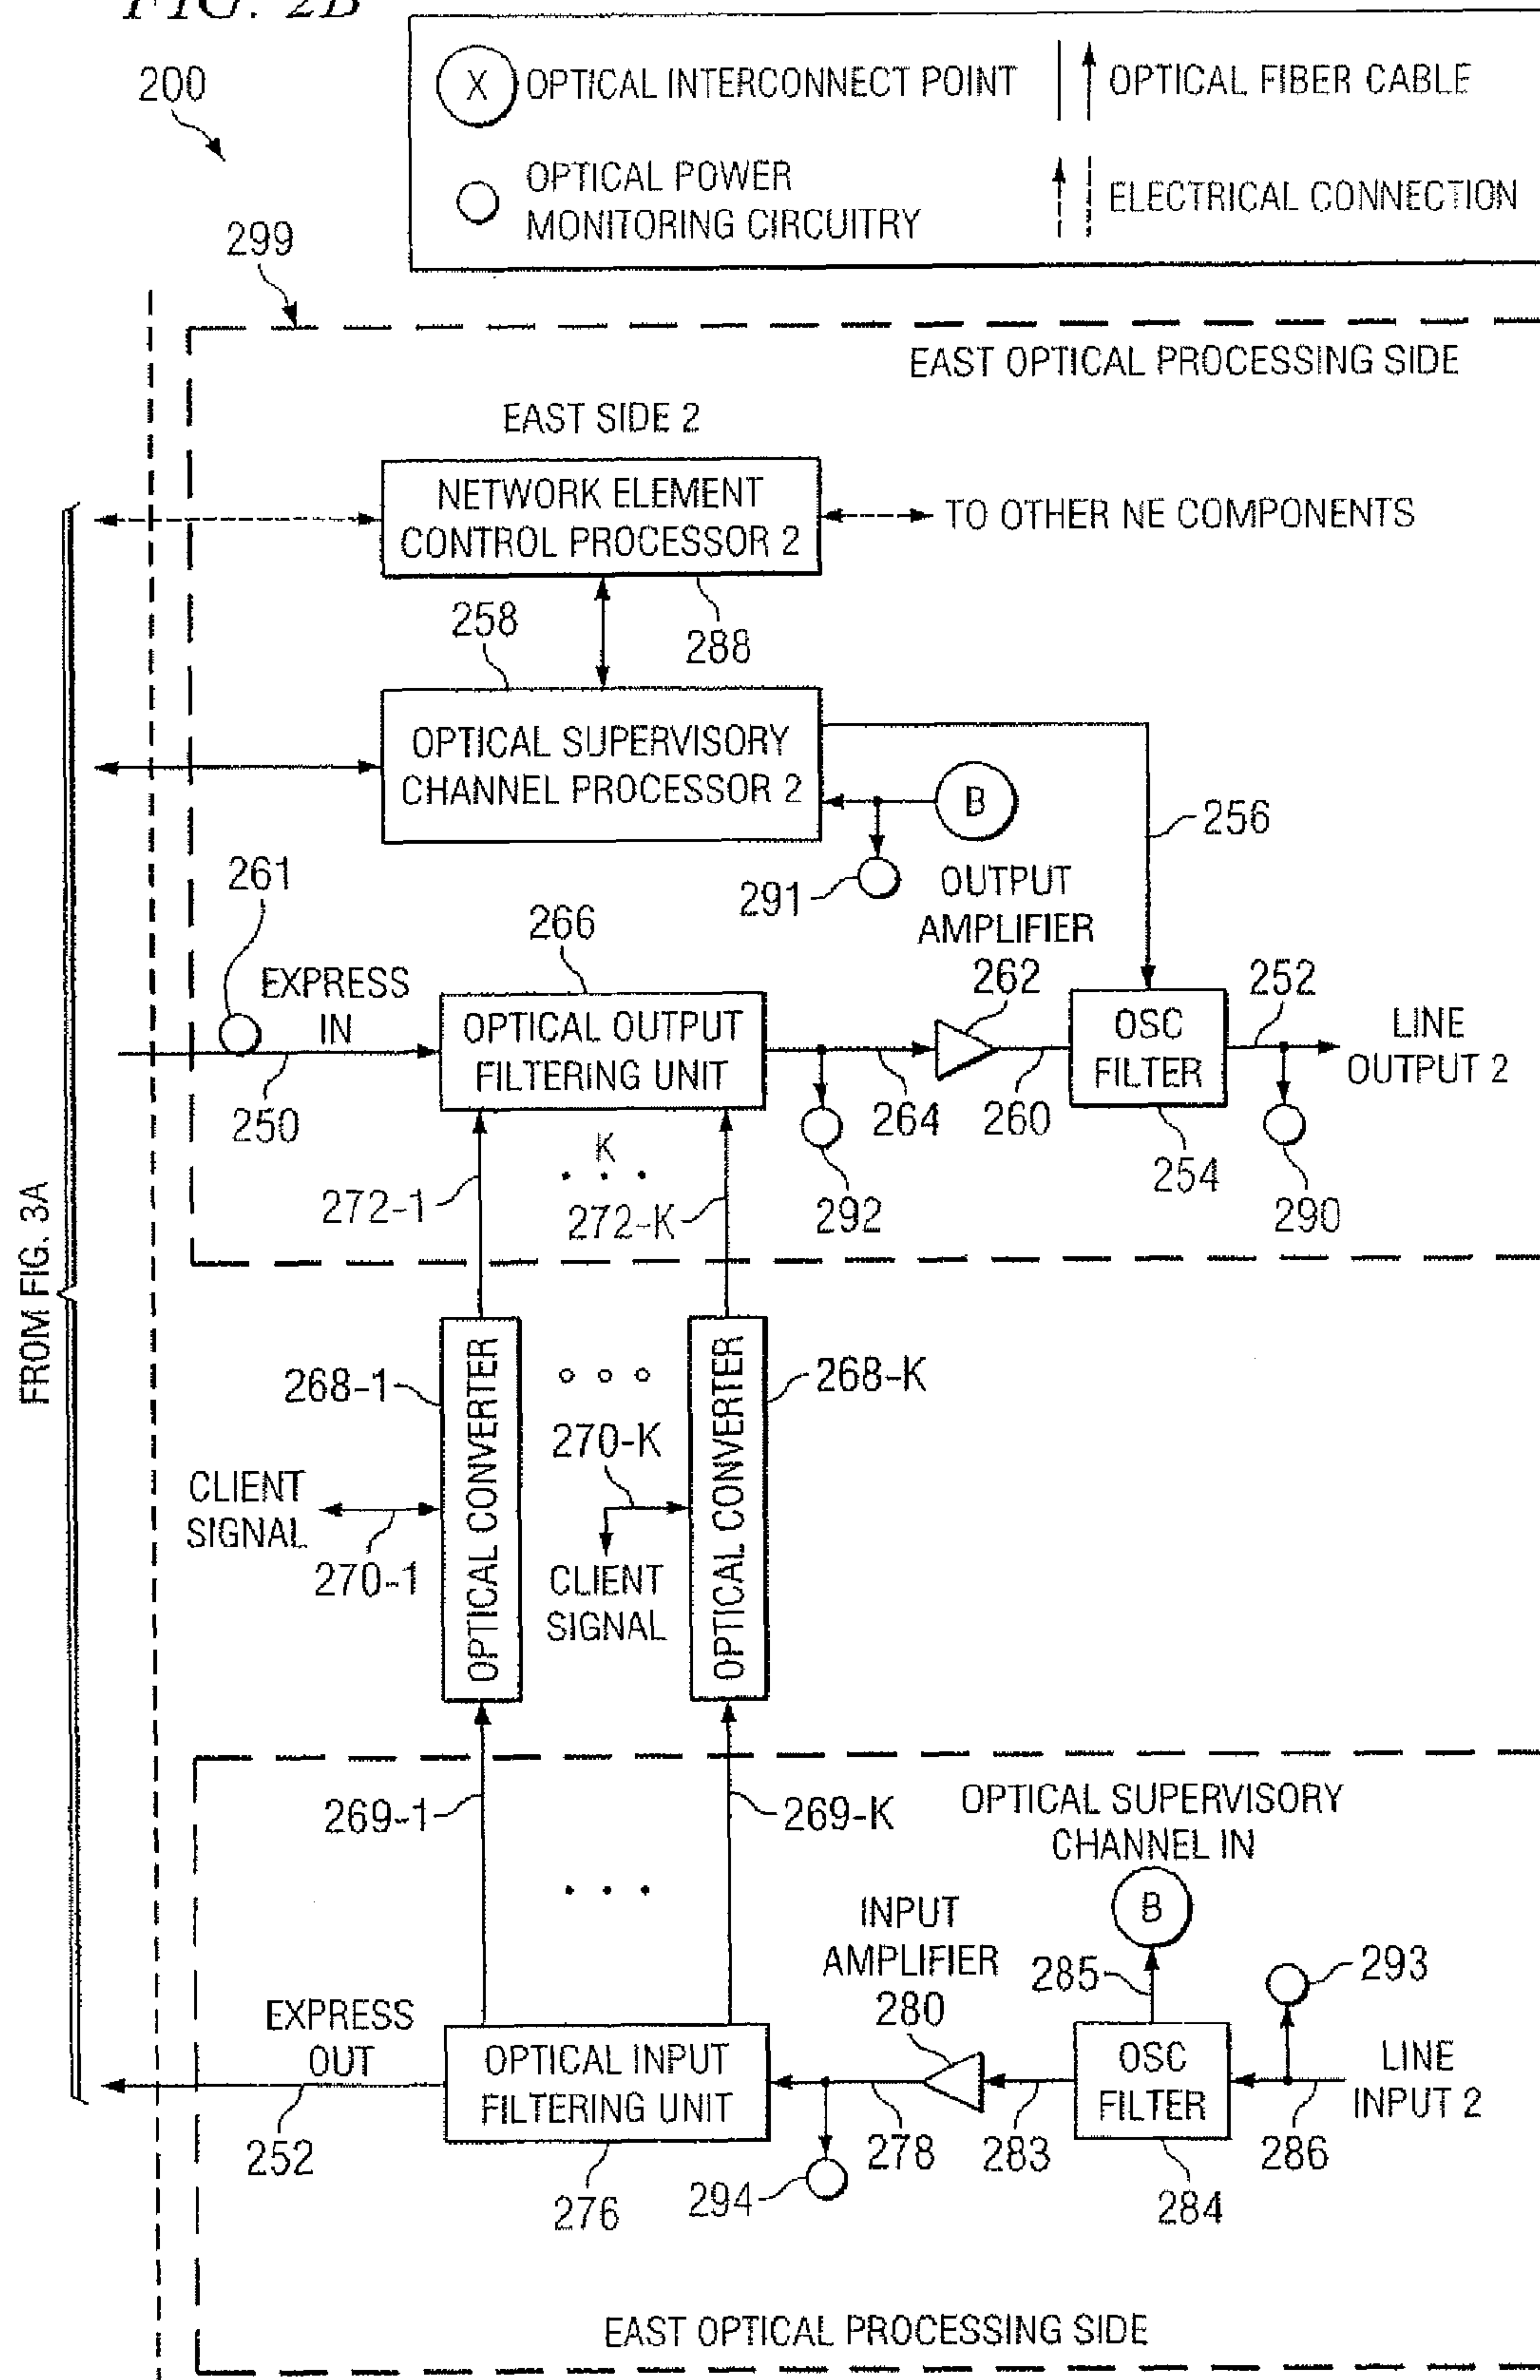 FIG. 2B
200
X OPTICAL INTERCONNECT POINT
OPTICAL FIBER CABLE
OPTICAL POWER
MONITORING CIRCUITRY
ELECTRICAL CONNECTION
299
EAST OPTICAL PROCESSING SIDE
EAST SIDE 2
NETWORK ELEMENT
CONTROL PROCESSOR 2
TO OTHER NE COMPONENTS
258
288
OPTICAL SUPERVISORY
CHANNEL PROCESSOR 2
B
256
261
291
OUTPUT
AMPLIFIER
262
266
EXPRESS
IN
OPTICAL OUTPUT
FILTERING UNIT
OSC
FILTER
252
LINE
OUTPUT 2
250
264
260
254
292
290
K
272-1
272-K
FROM FIG. 3A
268-1
OPTICAL CONVERTER
OPTICAL CONVERTER
268-K
270-K
CLIENT
SIGNAL
270-1
CLIENT
SIGNAL
269-1
269-K
OPTICAL SUPERVISORY
CHANNEL IN
B
INPUT
AMPLIFIER
280
285
293
EXPRESS
OUT
OPTICAL INPUT
FILTERING UNIT
OSC
FILTER
LINE
INPUT 2
252
278
283
286
294
276
284
EAST OPTICAL PROCESSING SIDE